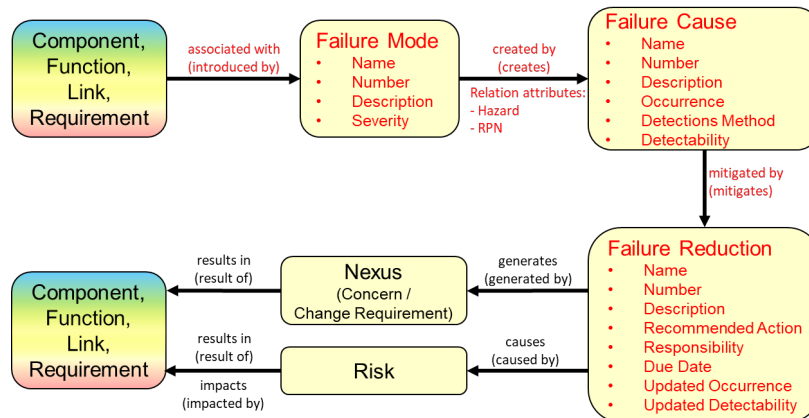 Component,
Function,
Link,
Requirement
associated with
(introduced by)
Failure Mode
• Name
• Number
• Description
• Severity
created by
(creates)
Relation attributes:
- Hazard
- RPN
Failure Cause
• Name
• Number
• Description
• Occurrence
• Detections Method
• Detectability
mitigated by
(mitigates)
Failure Reduction
• Name
• Number
• Description
• Recommended Action
• Responsibility
• Due Date
• Updated Occurrence
• Updated Detectability
generates
(generated by)
Nexus
(Concern /
Change Requirement)
results in
(result of)
causes
(caused by)
Risk
results in
(result of)
impacts
(impacted by)
Component,
Function,
Link,
Requirement